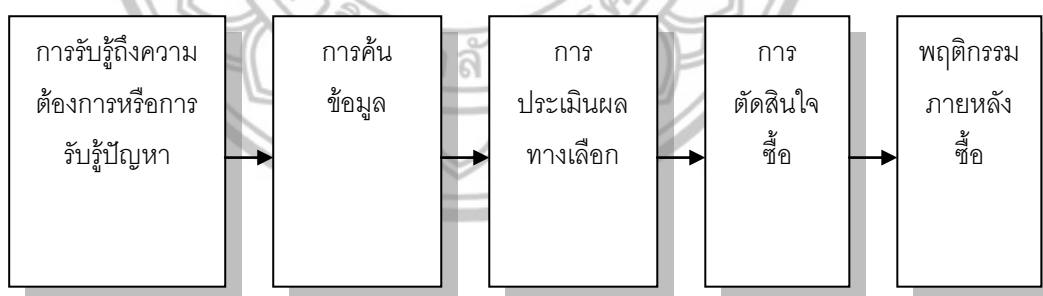 การรับรู้ถึงความ
ต้องการหรือการ
รับรู้ปัญหา
การค้น
ข้อมูล
การ
ประเมินผล
ทางเลือก
การ
ตัดสินใจ
ซื้อ
พฤติกรรม
ภายหลัง
ซื้อ